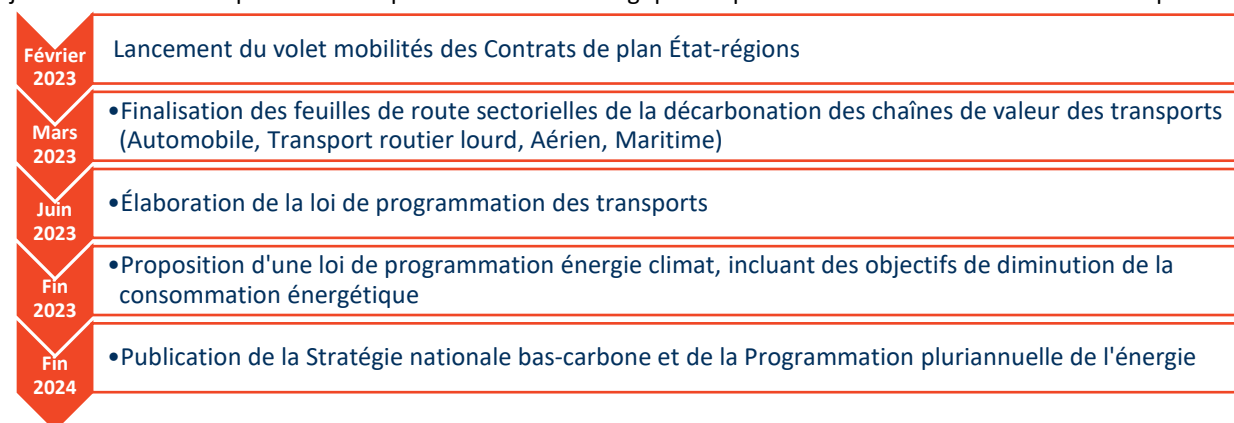 Février
2023
Lancement du volet mobilités des Contrats de plan État-régions
Mars
2023
•Finalisation des feuilles de route sectorielles de la décarbonation des chaînes de valeur des transports
(Automobile, Transport routier lourd, Aérien, Maritime)
Juin
2023
•Élaboration de la loi de programmation des transports
Fin
2023
•Proposition d'une loi de programmation énergie climat, incluant des objectifs de diminution de la
consommation énergétique
Fin
2024
•Publication de la Stratégie nationale bas-carbone et de la Programmation pluriannuelle de l'énergie